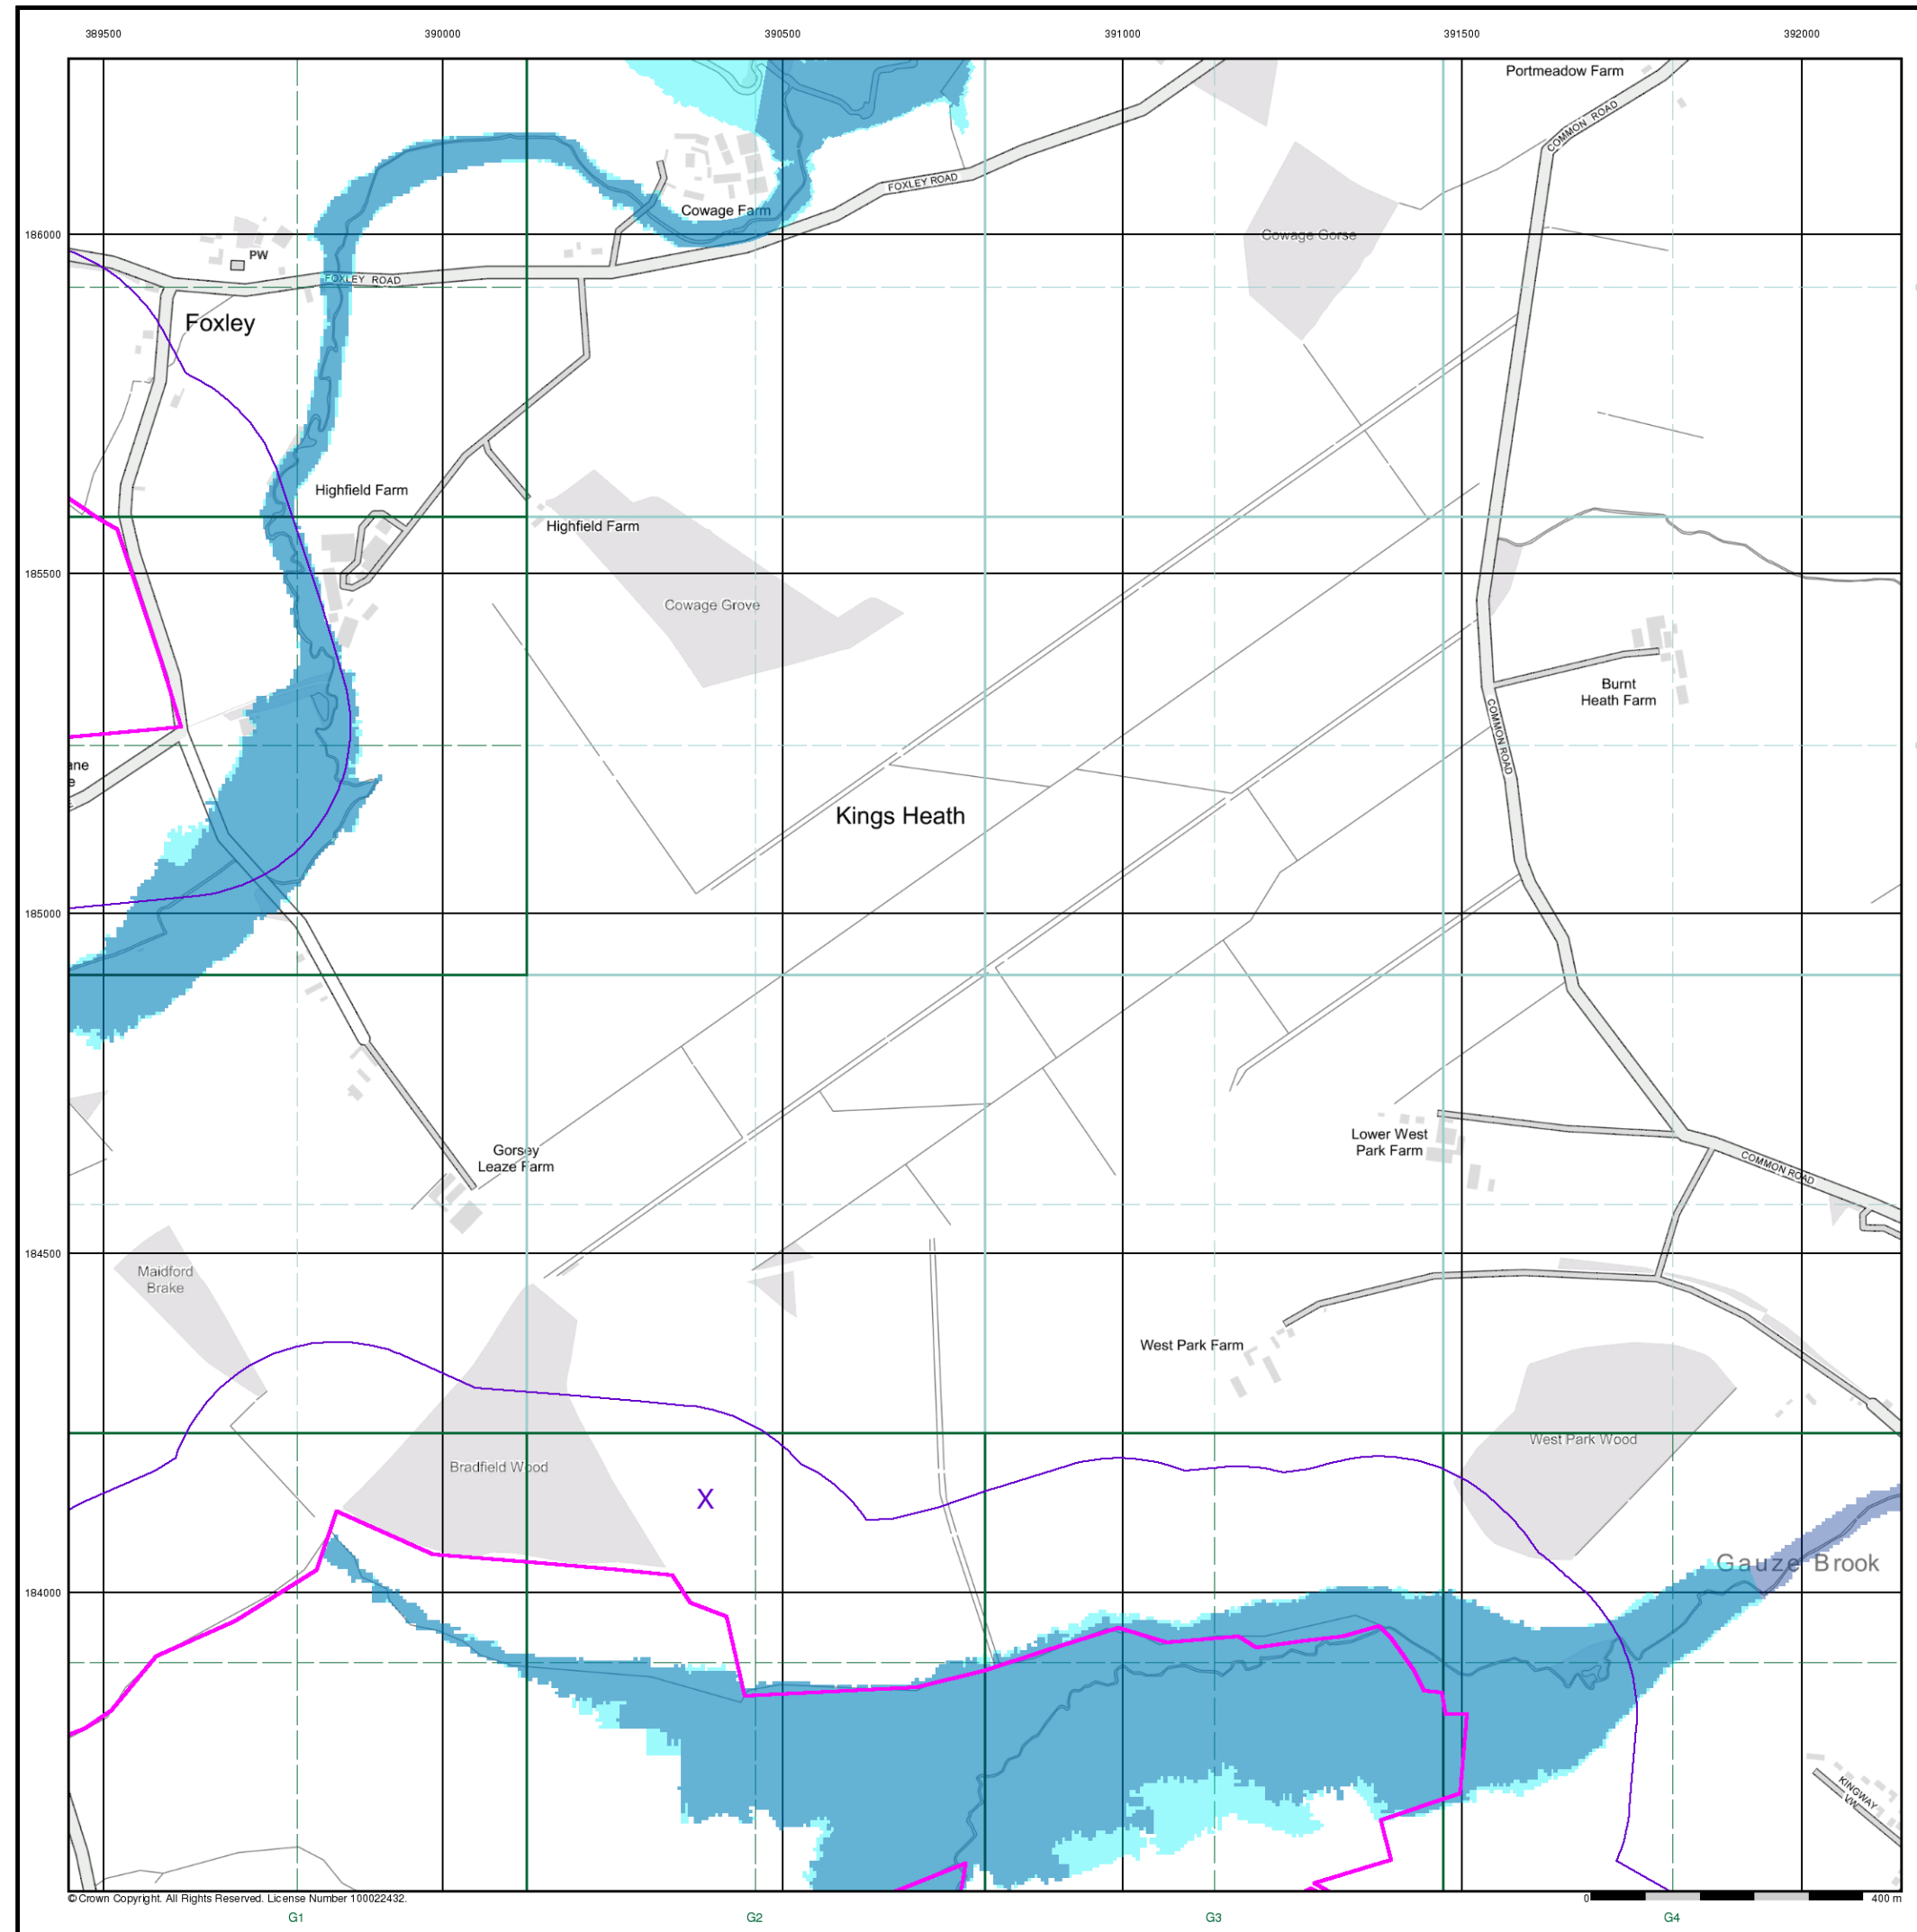 389500 390000 390500 391000 391500 392000
Portmeadow Farm
COMMON ROAD
FOXLEY ROAD
Cowage Farm
186000
Cowage Gorse
PW
FOXLEY ROAD
Foxley
Highfield Farm
Highfield Farm
185500
Cowage Grove
Burnt
Heath Farm
COMMON ROAD
Kings Heath
185000
Lower West
Park Farm
Gorsey
Leaze Farm
COMMON ROAD
184500
Maidford
Brake
West Park Farm
West Park Wood
Bradfield Wood
X
Gauze Brook
184000
KINGWAY
VW
© Crown Copyright. All Rights Reserved. License Number 100022432.
0 400 m
G1 G2 G3 G4